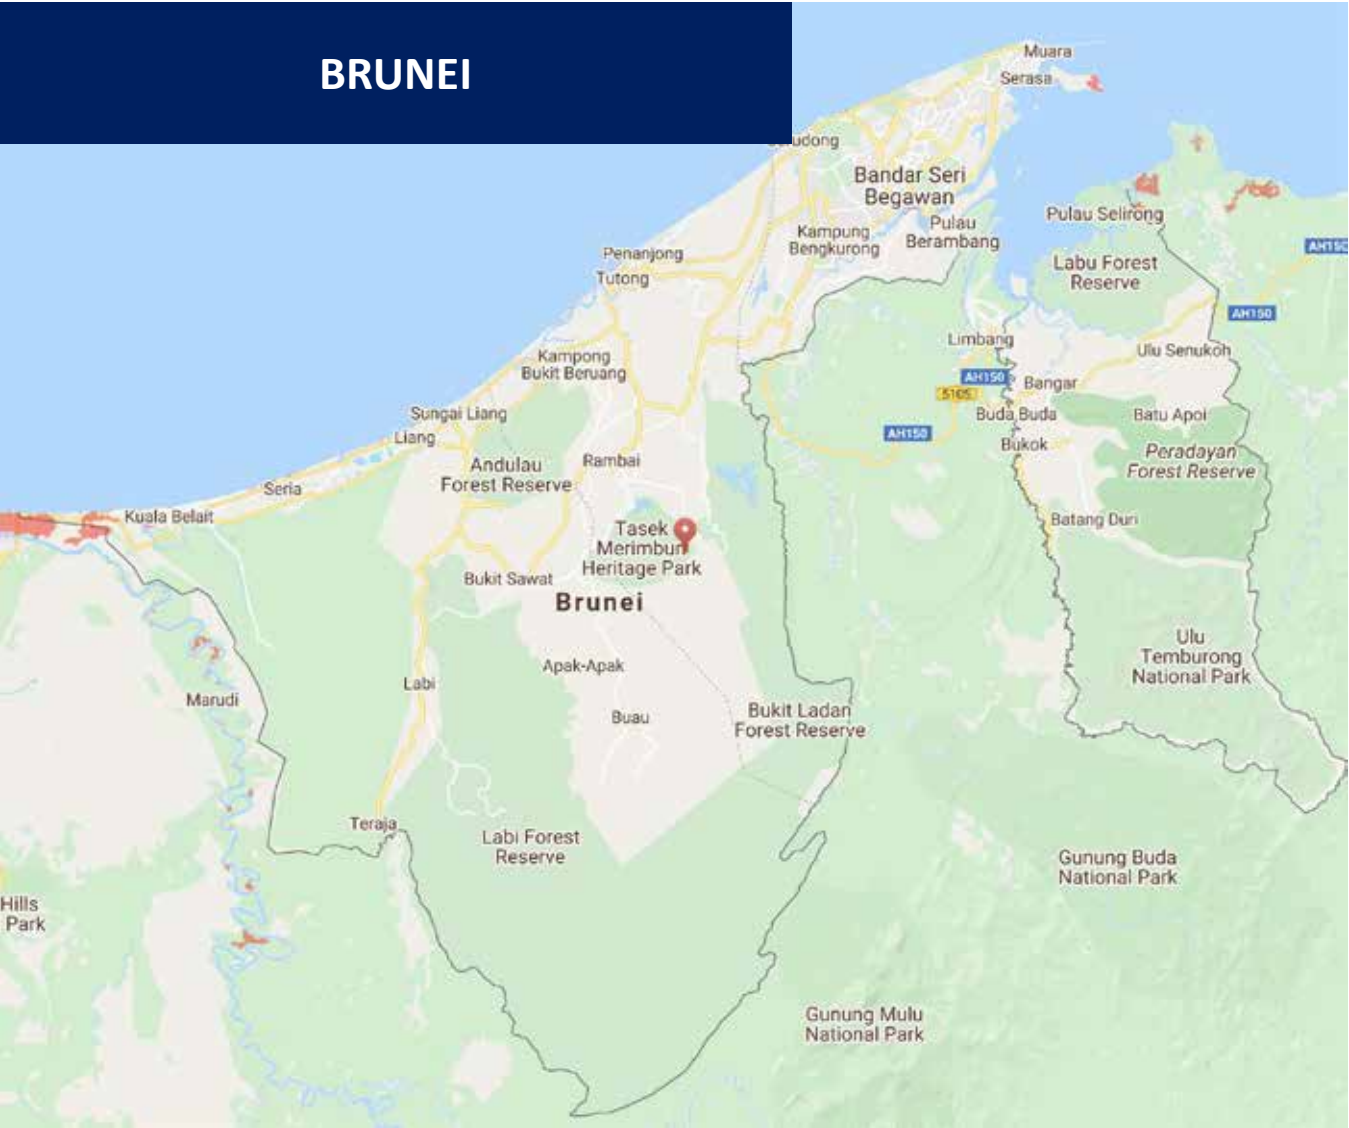 BRUNEI
Muara
Serasa
Bandar Seri
Begawan
Pulau Selirong
Pulau
Berambang
Kampung
Bengkurong
Penanjong
Tutong
Labu Forest
Reserve
AH150
Limbang
Ulu Senukoh
Kampong
Bukit Beruang
AH150
Bangar
Sungai Liang
Buda Buda
Batu Apoi
Liang
AH150
Bukok
Peradayan
Forest Reserve
Andulau
Forest Reserve
Rambai
Seria
Kuala Belait
Batang Duri
Tasek
Merimbun
Heritage Park
Bukit Sawat
Brunei
Ulu
Temburong
National Park
Apak-Apak
Labi
Marudi
Buau
Bukit Ladan
Forest Reserve
Teraja
Labi Forest
Reserve
Gunung Buda
National Park
Hills
Park
Gunung Mulu
National Park